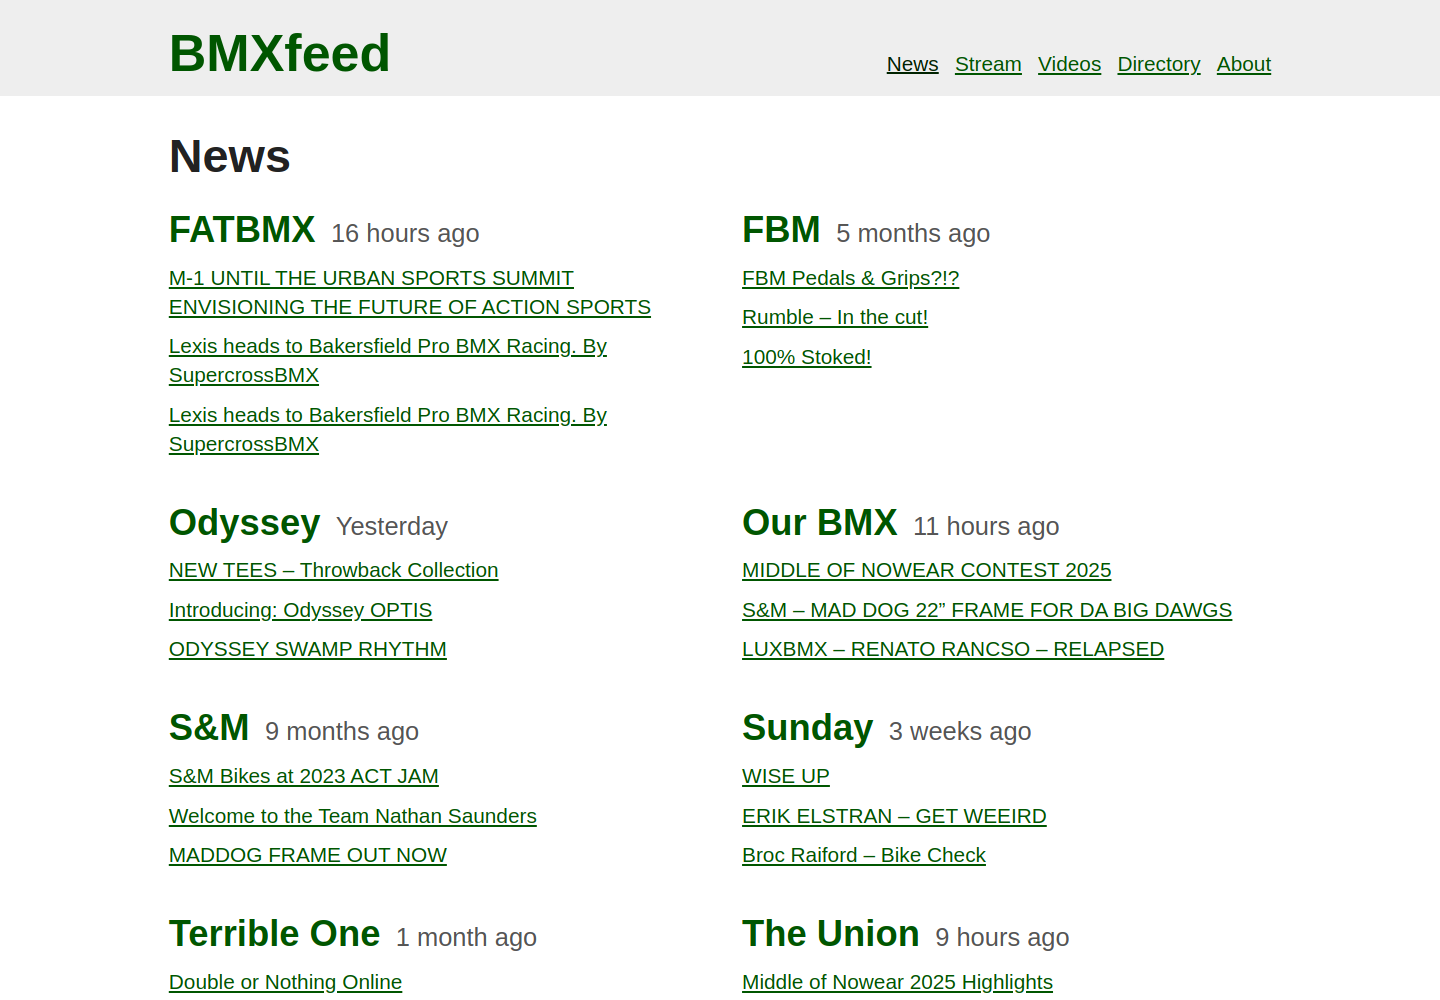 BMXfeed
News Stream Videos Directory About
News
FATBMX 16 hours ago
M-1 UNTIL THE URBAN SPORTS SUMMIT
ENVISIONING THE FUTURE OF ACTION SPORTS
Lexis heads to Bakersfield Pro BMX Racing. By
SupercrossBMX
Lexis heads to Bakersfield Pro BMX Racing. By
SupercrossBMX
FBM 5 months ago
FBM Pedals & Grips?!?
Rumble – In the cut!
100% Stoked!
Odyssey Yesterday
NEW TEES – Throwback Collection
Introducing: Odyssey OPTIS
ODYSSEY SWAMP RHYTHM
Our BMX 11 hours ago
MIDDLE OF NOWEAR CONTEST 2025
S&M – MAD DOG 22” FRAME FOR DA BIG DAWGS
LUXBMX – RENATO RANCSO – RELAPSED
S&M 9 months ago
S&M Bikes at 2023 ACT JAM
Welcome to the Team Nathan Saunders
MADDOG FRAME OUT NOW
Sunday 3 weeks ago
WISE UP
ERIK ELSTRAN – GET WEEIRD
Broc Raiford – Bike Check
Terrible One 1 month ago
Double or Nothing Online
The Union 9 hours ago
Middle of Nowear 2025 Highlights